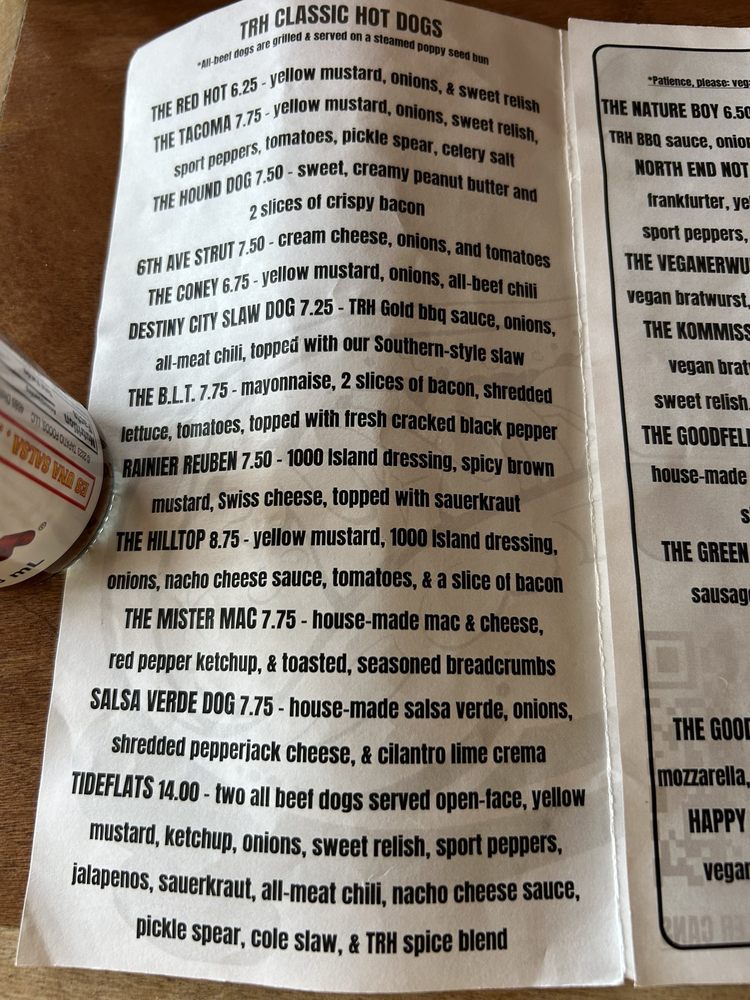 TRH CLASSIC HOT DOGS
*All-beef dogs are grilled & served on a steamed poppy seed bun
THE RED HOT 6.25 - yellow mustard, onions, & sweet relish
THE TACOMA 7.75 - yellow mustard, onions, sweet relish,
sport peppers, tomatoes, pickle spear, celery salt
THE HOUND DOG 7.50 - sweet, creamy peanut butter and
2 slices of crispy bacon
6TH AVE STRUT 7.50 - cream cheese, onions, and tomatoes
THE CONEY 6.75 - yellow mustard, onions, all-beef chili
DESTINY CITY SLAW DOG 7.25 - TRH Gold bbq sauce, onions,
all-meat chili, topped with our Southern-style slaw
THE B.L.T. 7.75 - mayonnaise, 2 slices of bacon, shredded
lettuce, tomatoes, topped with fresh cracked black pepper
RAINIER REUBEN 7.50 - 1000 Island dressing, spicy brown
mustard, Swiss cheese, topped with sauerkraut
THE HILLTOP 8.75 - yellow mustard, 1000 Island dressing,
onions, nacho cheese sauce, tomatoes, & a slice of bacon
THE MISTER MAC 7.75 - house-made mac & cheese,
red pepper ketchup, & toasted, seasoned breadcrumbs
SALSA VERDE DOG 7.75 - house-made salsa verde, onions,
shredded pepperjack cheese, & cilantro lime crema
TIDEFLATS 14.00 - two all beef dogs served open-face, yellow
mustard, ketchup, onions, sweet relish, sport peppers,
jalapenos, sauerkraut, all-meat chili, nacho cheese sauce,
pickle spear, cole slaw, & TRH spice blend
*Patience, please:
THE NATURE BOY 6.50
TRH BBQ sauce,
NORTH END NOT
frankfurter,
sport peppers,
THE
vegan bratwurst,
THE
vegan
sweet relish
THE
house-made
THE GREEN
THE
mozzarella,
HAPPY
ES UNA SALSA
mL